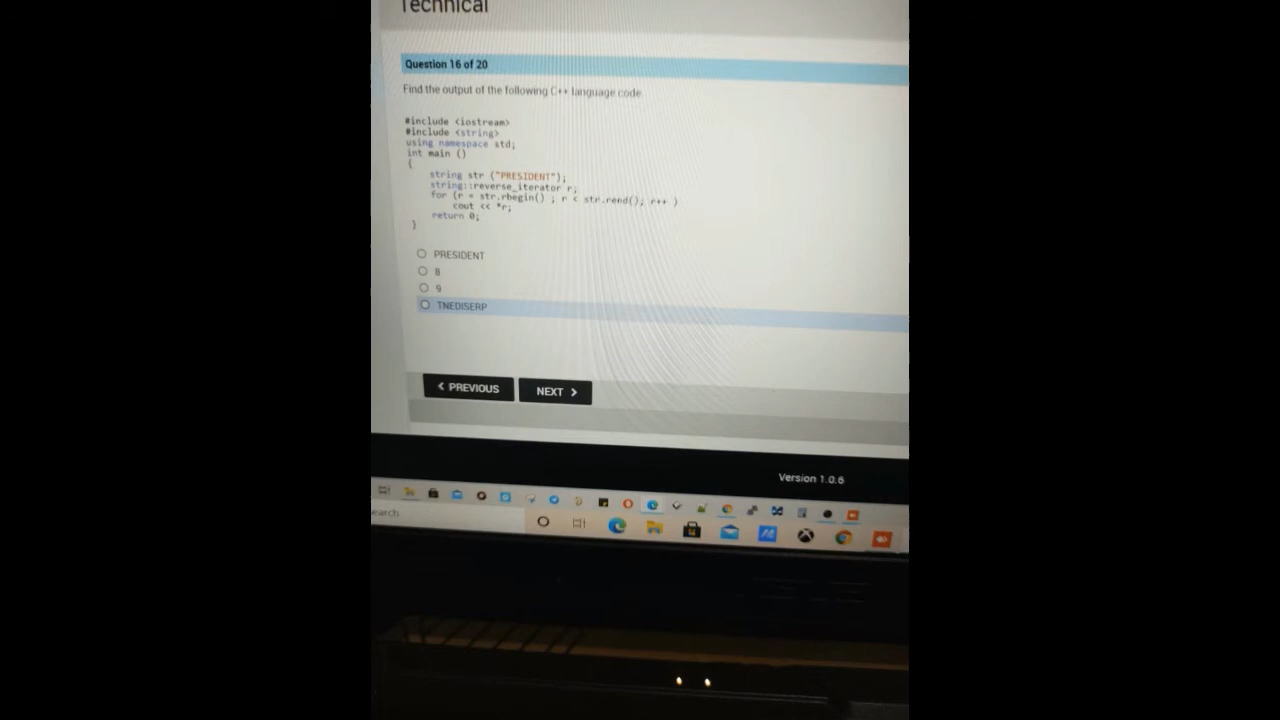 Technical
Question 16 of 20
Find the output of the following C++ language code
#include <iostream>
#include <string>
using namespace std;
int main ()
{
string str ("PRESIDENT");
string::reverse_iterator r;
for (r = str.rbegin() ; r < str.rend(); r++ )
cout << *r;
return 0;
}
PRESIDENT
8
9
TNEDISERP
< PREVIOUS
NEXT >
Version 1.0.6
earch